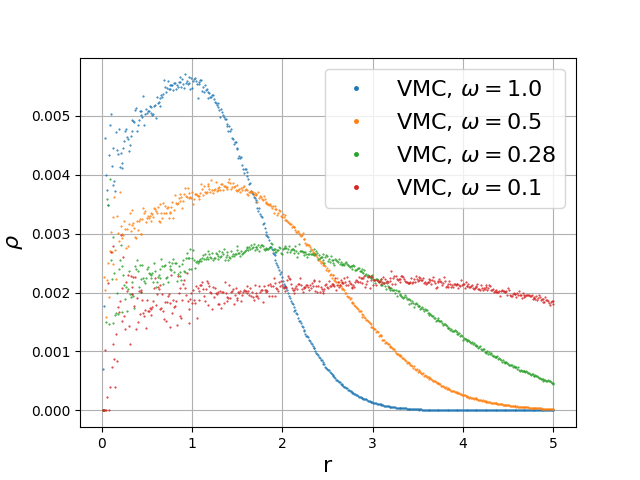 VMC, ω = 1.0
VMC, ω = 0.5
VMC, ω = 0.28
VMC, ω = 0.1
0.005
0.004
0.003
0.002
0.001
0.000
ρ
0 1 2 3 4 5
r